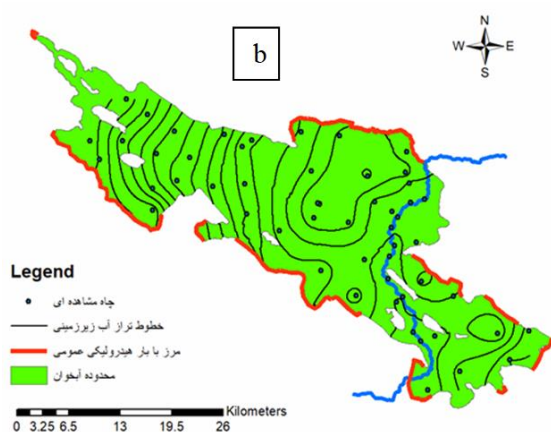 b
N
W E
S
Legend
چاه مشاهده ای
خطوط تراز آب زیرزمینی
مرز با بار هیدرولیکی عمومی
محدوده آبخوان
Kilometers
0 3.25 6.5 13 19.5 26